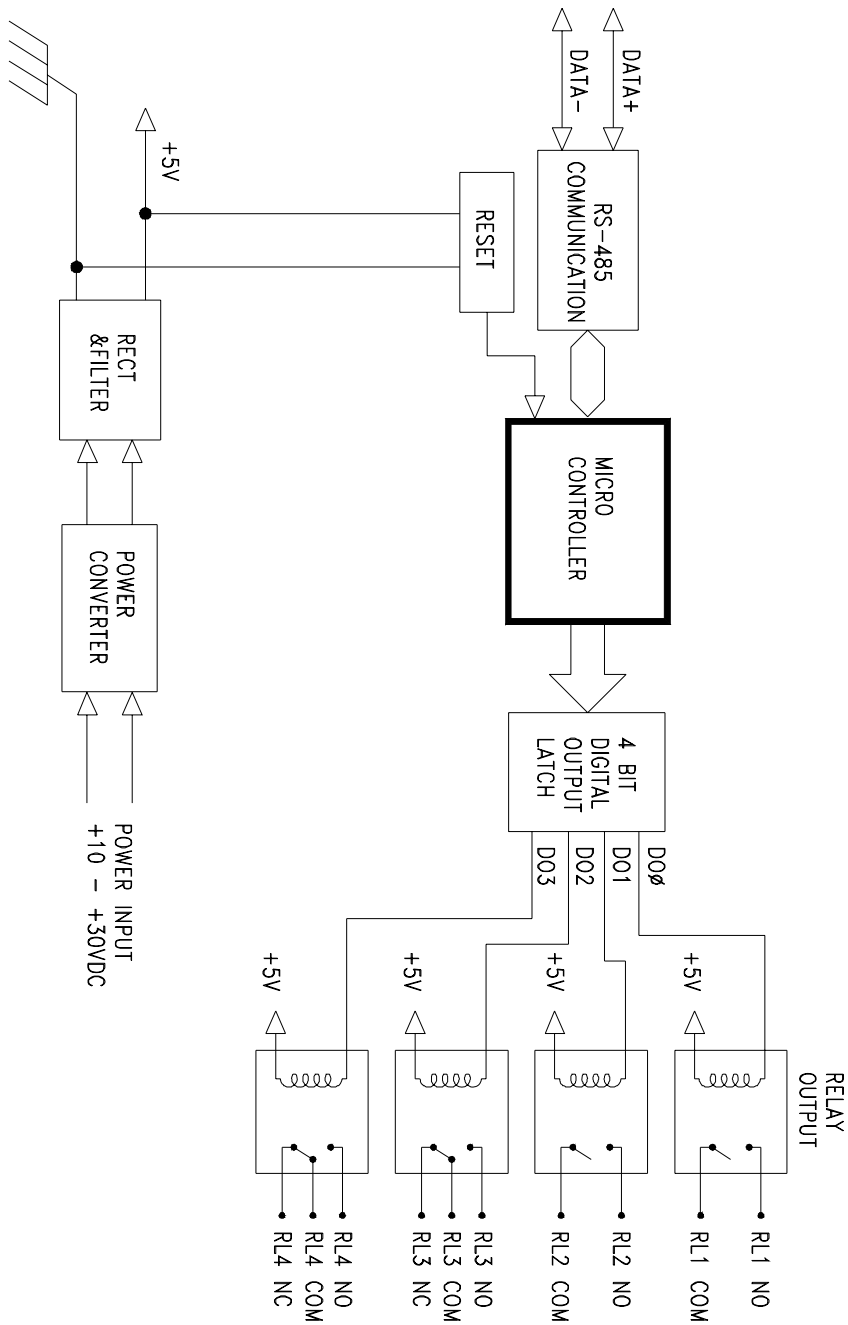 DATA+
DATA-
RS-485
COMMUNICATION
RESET
+5V
RECT
&FILTER
MICRO
CONTROLLER
POWER
CONVERTER
POWER INPUT
+10 - +30VDC
4 BIT
DIGITAL
OUTPUT
LATCH
DOØ
DO1
DO2
DO3
RELAY
OUTPUT
+5V
+5V
+5V
+5V
RL1 NO
RL1 COM
RL2 NO
RL2 COM
RL3 NO
RL3 COM
RL3 NC
RL4 NO
RL4 COM
RL4 NC